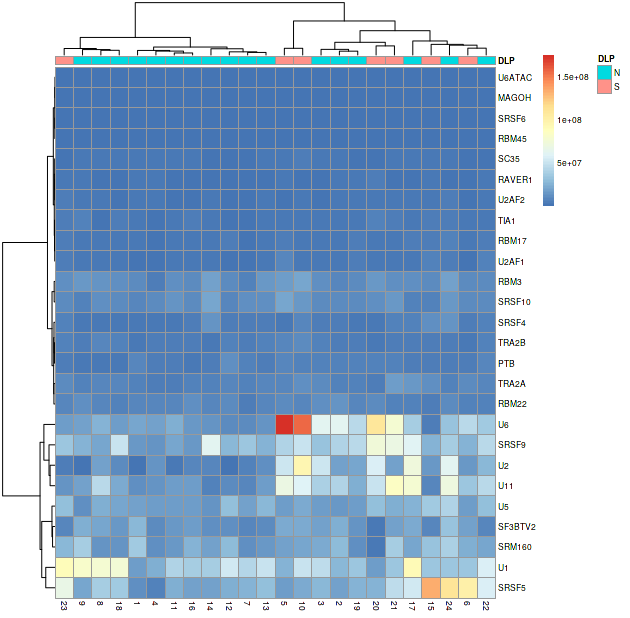 DLP
U6ATAC
MAGOH
SRSF6
RBM45
SC35
RAVER1
U2AF2
TIA1
RBM17
U2AF1
RBM3
SRSF10
SRSF4
TRA2B
PTB
TRA2A
RBM22
U6
SRSF9
U2
U11
U5
SF3BTV2
SRM160
U1
SRSF5
23 9 8 18 1 4 11 16 14 12 7 13 5 10 3 2 19 20 21 17 15 24 6 22
1.5e+08
1e+08
5e+07
DLP
N
S